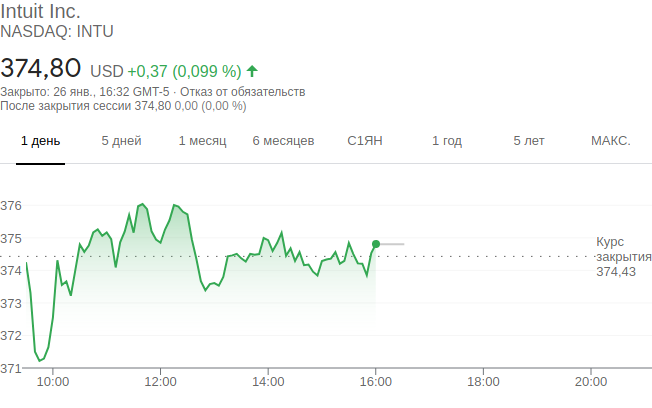 Intuit Inc.
NASDAQ: INTU
374,80 USD +0,37 (0,099 %)
Закрыто: 26 янв., 16:32 GMT-5 · Отказ от обязательств
После закрытия сессии 374,80 0,00 (0,00 %)
1 день 5 дней 1 месяц 6 месяцев С1ЯН 1 год 5 лет МАКС.
376
375
374
373
372
371
Курс
закрытия
374,43
10:00 12:00 14:00 16:00 18:00 20:00